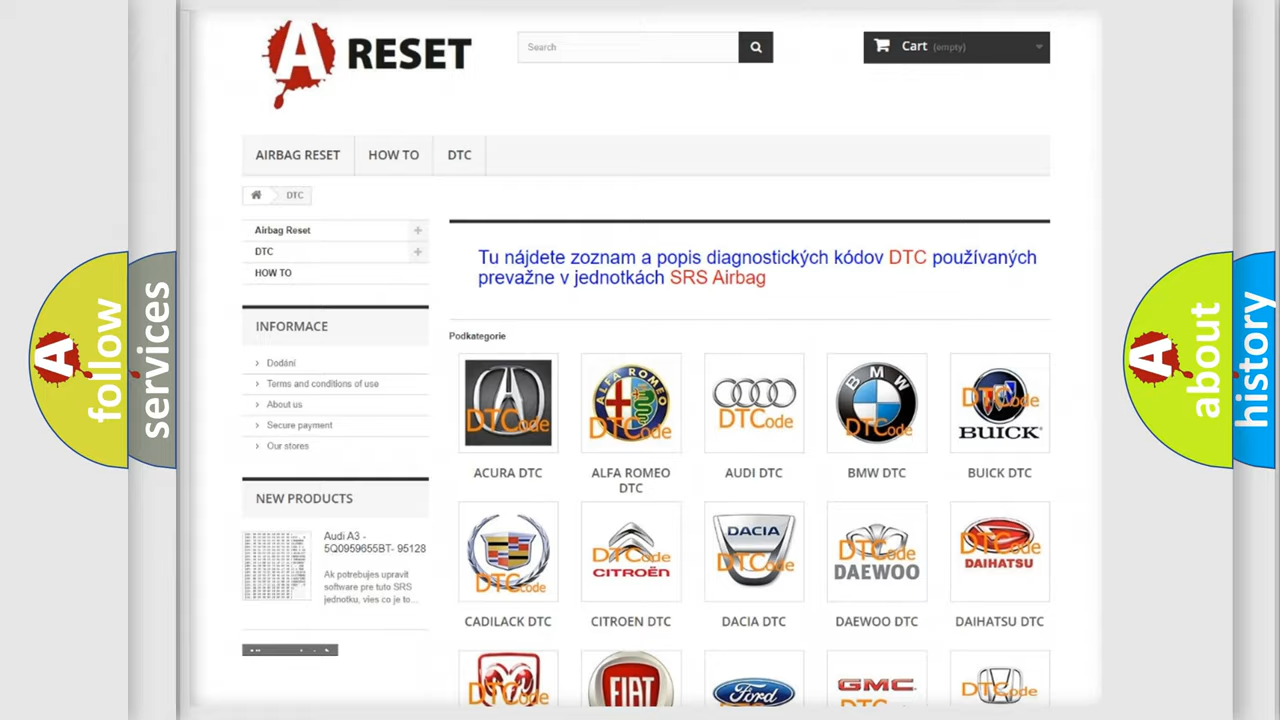 A RESET
Search
Cart (empty)
AIRBAG RESET
HOW TO
DTC
DTC
Airbag Reset
DTC
HOW TO
INFORMACE
Dodání
Terms and conditions of use
About us
Secure payment
Our stores
NEW PRODUCTS
Audi A3 -
5Q0959655BT- 95128
Ak potrebujes upravit
software pre tuto SRS
jednotku, vies co je to...
Tu nájdete zoznam a popis diagnostických kódov DTC používaných
prevažne v jednotkách SRS Airbag
Podkategorie
DTCode
ALFA ROMEO
DTCode
DTCode
BMW
DTCode
DTCode
BUICK
ACURA DTC
ALFA ROMEO
DTC
AUDI DTC
BMW DTC
BUICK DTC
DTCode
DTCode
CITROËN
DACIA
DTCode
DTCode
DAEWOO
DTCode
DAIHATSU
CADILACK DTC
CITROEN DTC
DACIA DTC
DAEWOO DTC
DAIHATSU DTC
DTCode
FIAT
Ford
GMC
DTCode
A follow
services
A about
history